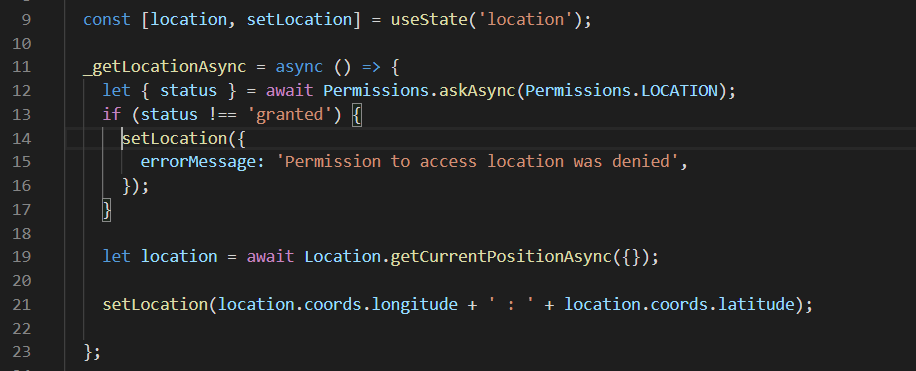 9 const [location, setLocation] = useState('location');
10
11 _getLocationAsync = async () => {
12 let { status } = await Permissions.askAsync(Permissions.LOCATION);
13 if (status !== 'granted') {
14 setLocation({
15 errorMessage: 'Permission to access location was denied',
16 });
17 }
18
19 let location = await Location.getCurrentPositionAsync({});
20
21 setLocation(location.coords.longitude + ' : ' + location.coords.latitude);
22
23 };